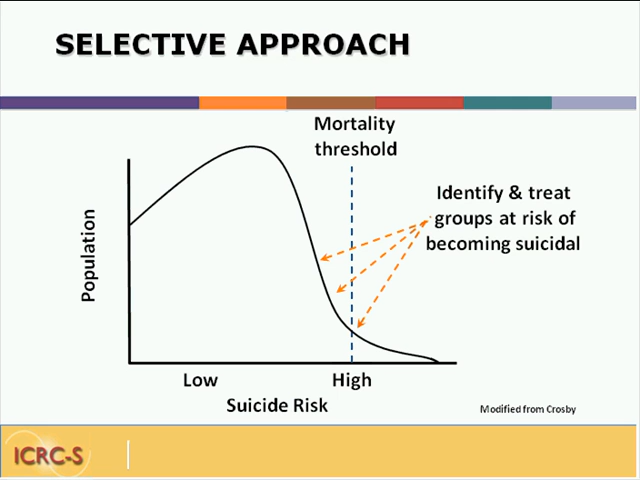 SELECTIVE APPROACH
Mortality
threshold
Identify & treat
groups at risk of
becoming suicidal
Population
Low
High
Suicide Risk
Modified from Crosby
ICRC-S